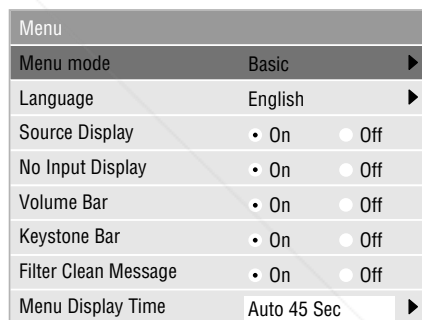 Menu
Menu mode Basic
Language English
Source Display On Off
No Input Display On Off
Volume Bar On Off
Keystone Bar On Off
Filter Clean Message On Off
Menu Display Time Auto 45 Sec